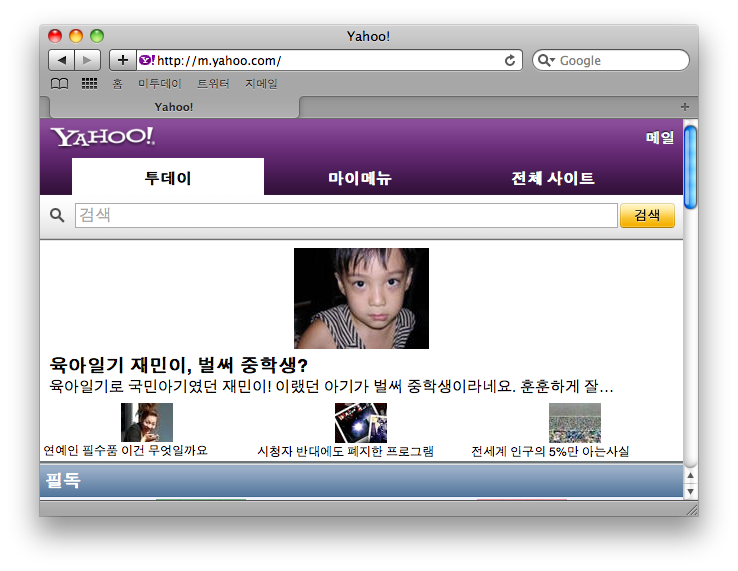 Yahoo!
http://m.yahoo.com/
Google
홈 미투데이 트위터 지메일
Yahoo!
YAHOO!
메일
투데이 마이메뉴 전체 사이트
검색 검색
육아일기 재민이, 벌써 중학생?
육아일기로 국민아기였던 재민이! 이랬던 아기가 벌써 중학생이라네요. 훈훈하게 잘...
연예인 필수품 이건 무엇일까요 시청자 반대에도 폐지한 프로그램 전세계 인구의 5%만 아는사실
필독